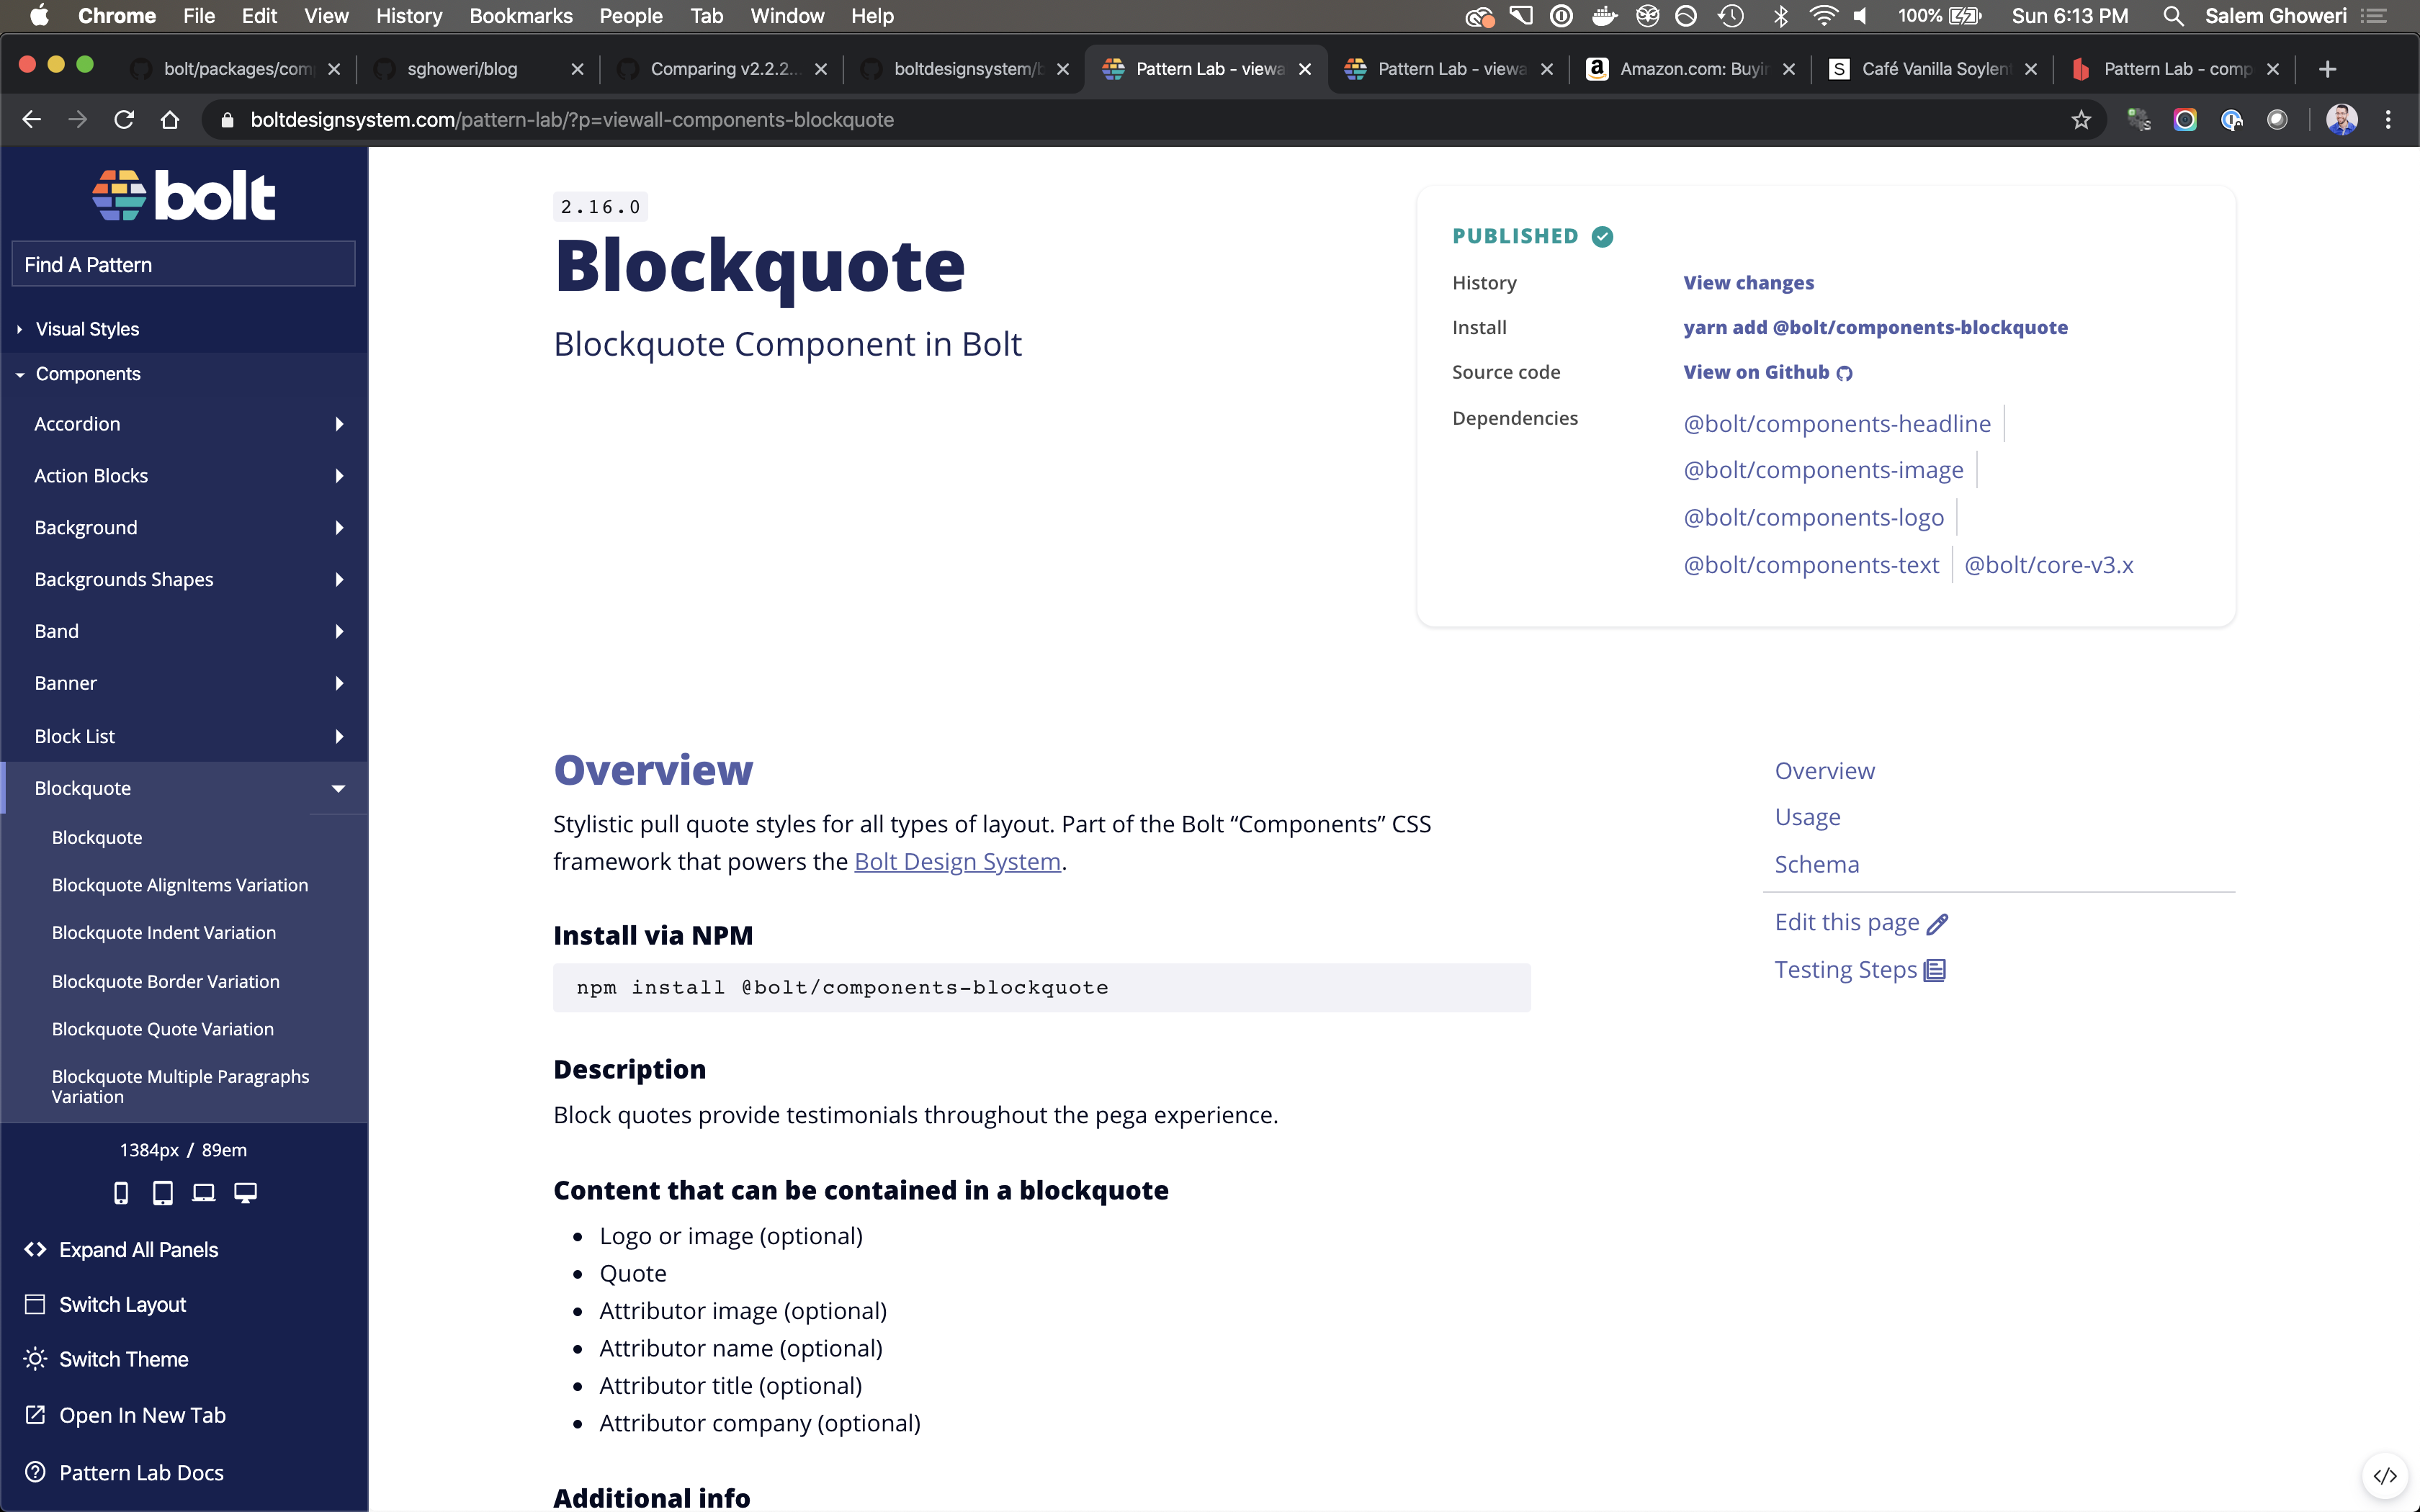 Chrome File Edit View History Bookmarks People Tab Window Help 100% Sun 6:13 PM Salem Ghoweri
bolt/packages/com sghoweri/blog Comparing v2.2.2... boltdesignsystem/b Pattern Lab - viewa Pattern Lab - viewa Amazon.com: Buyin Café Vanilla Soylent Pattern Lab - comp
boltdesignsystem.com/pattern-lab/?p=viewall-components-blockquote
bolt
Find A Pattern
Visual Styles
Components
Accordion
Action Blocks
Background
Backgrounds Shapes
Band
Banner
Block List
Blockquote
Blockquote
Blockquote AlignItems Variation
Blockquote Indent Variation
Blockquote Border Variation
Blockquote Quote Variation
Blockquote Multiple Paragraphs
Variation
1384px / 89em
Expand All Panels
Switch Layout
Switch Theme
Open In New Tab
Pattern Lab Docs
2.16.0
Blockquote
Blockquote Component in Bolt
PUBLISHED
History View changes
Install yarn add @bolt/components-blockquote
Source code View on Github
Dependencies @bolt/components-headline
@bolt/components-image
@bolt/components-logo
@bolt/components-text @bolt/core-v3.x
Overview
Stylistic pull quote styles for all types of layout. Part of the Bolt “Components” CSS
framework that powers the Bolt Design System.
Install via NPM
npm install @bolt/components-blockquote
Description
Block quotes provide testimonials throughout the pega experience.
Content that can be contained in a blockquote
Logo or image (optional)
Quote
Attributor image (optional)
Attributor name (optional)
Attributor title (optional)
Attributor company (optional)
Additional info
Overview
Usage
Schema
Edit this page
Testing Steps